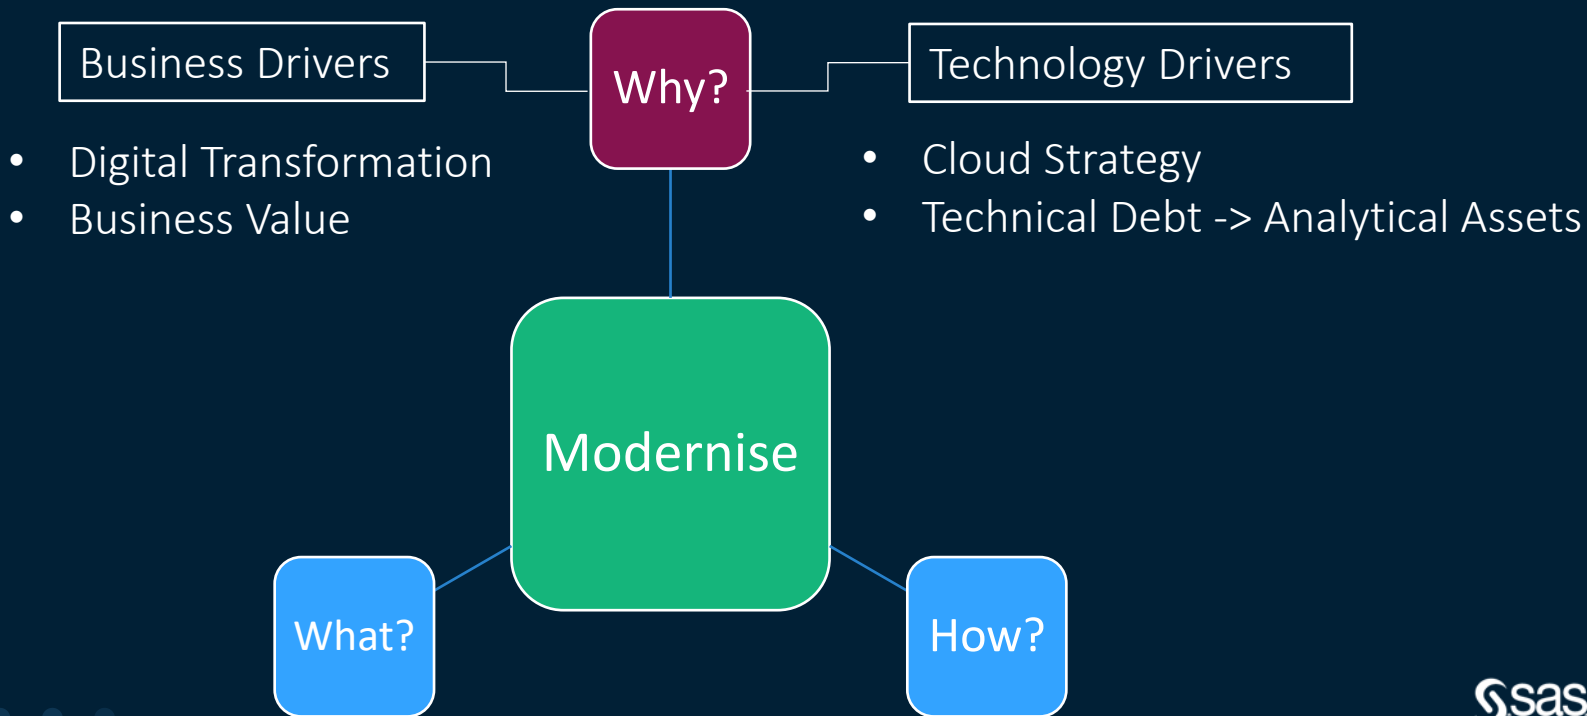 Business Drivers
Why?
Technology Drivers
• Digital Transformation
• Business Value
• Cloud Strategy
• Technical Debt -> Analytical Assets
Modernise
What?
How?
sas